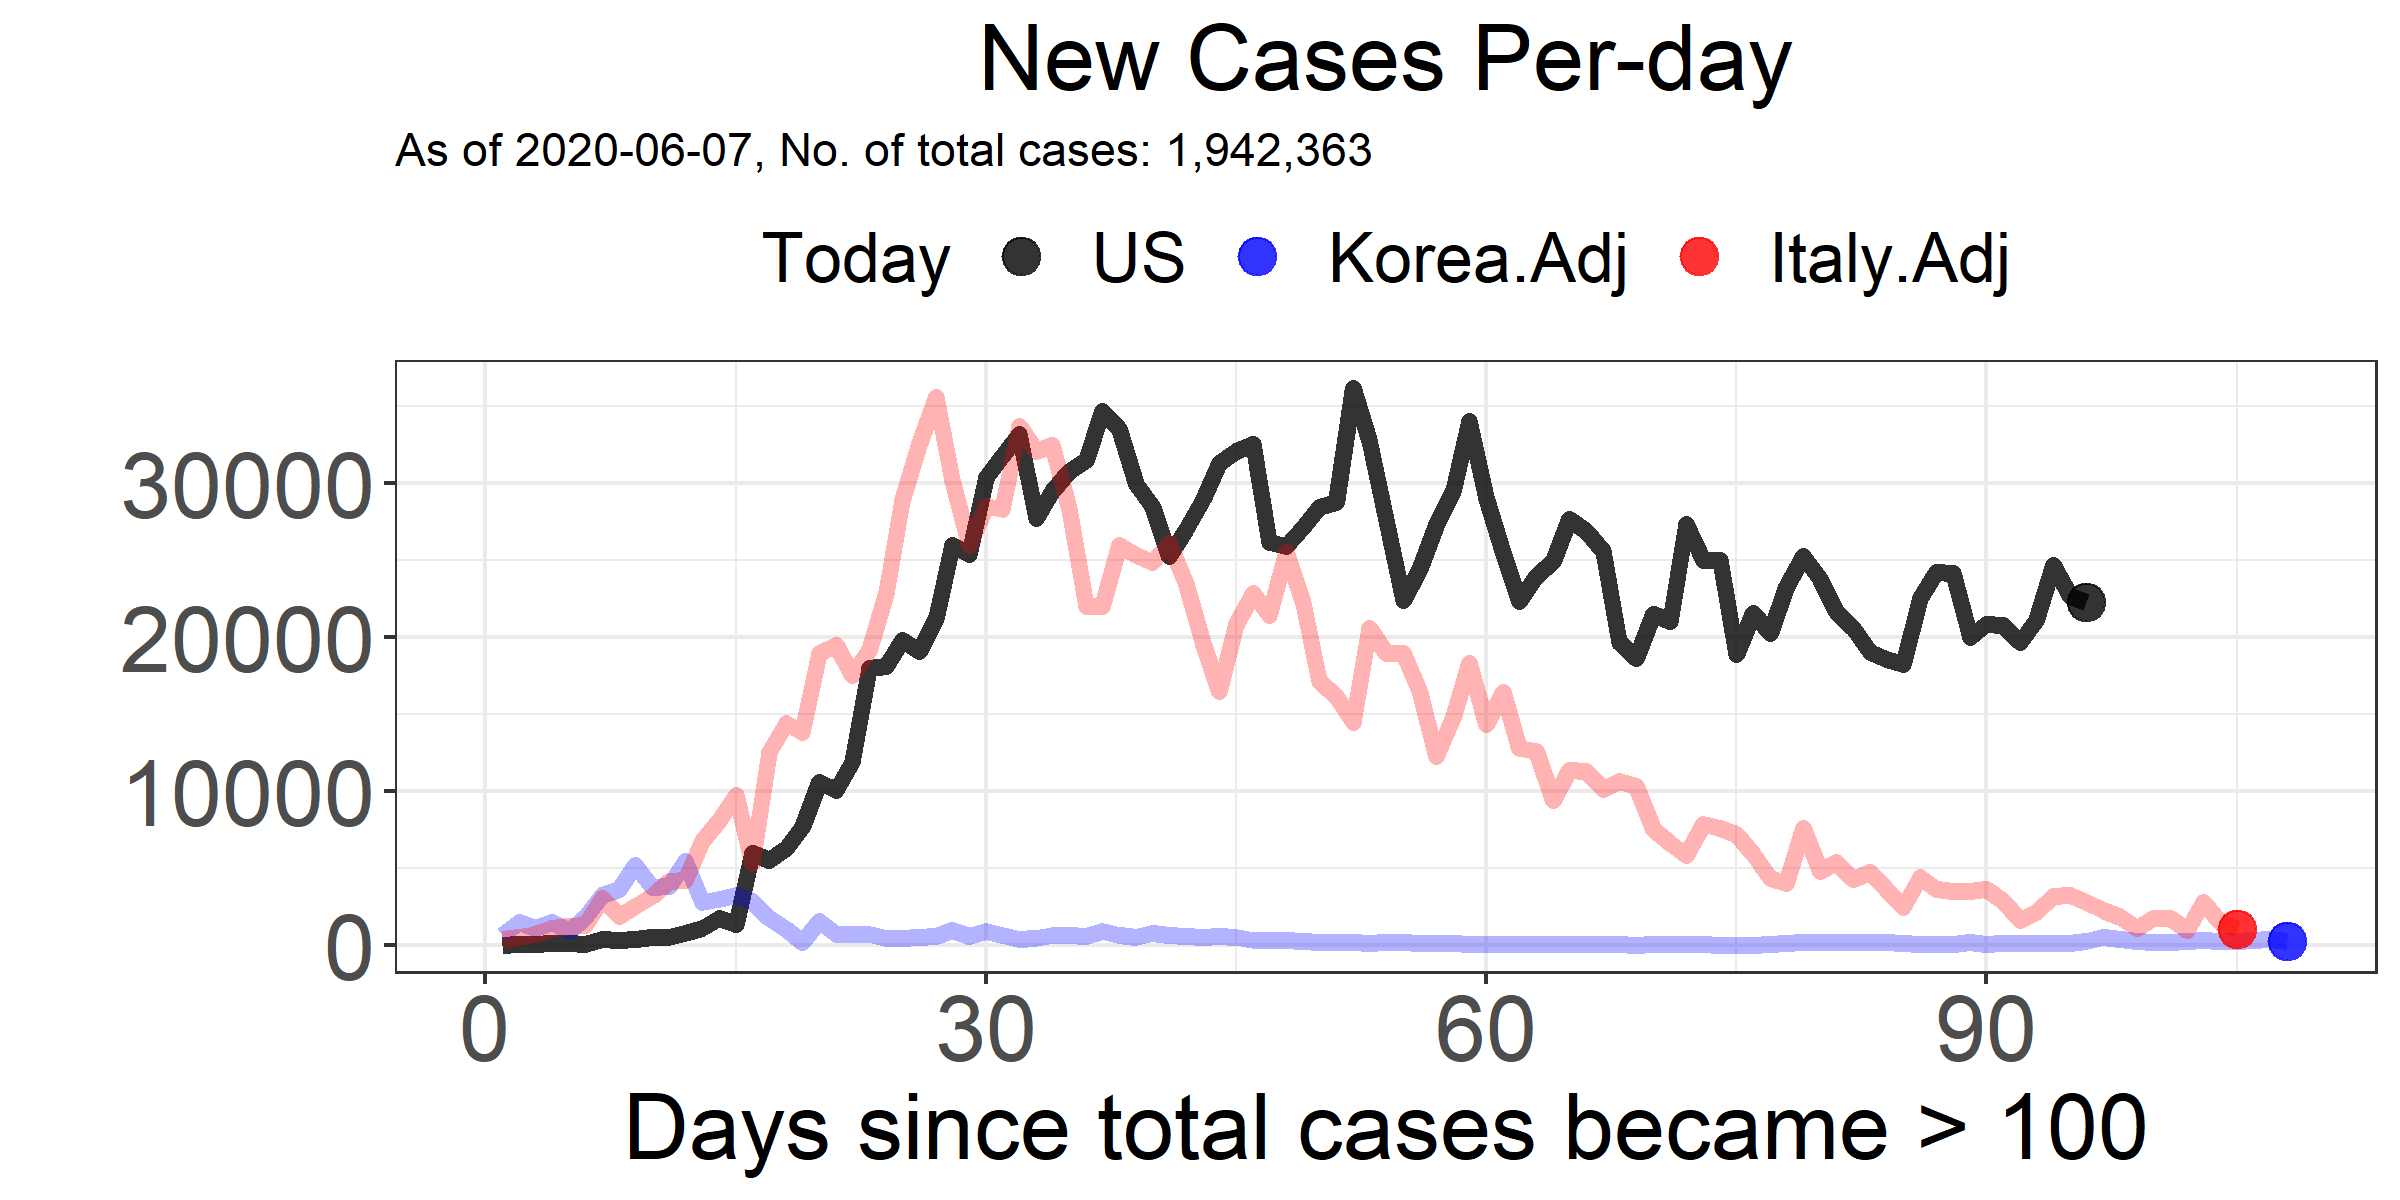 New Cases Per-day
As of 2020-06-07, No. of total cases: 1,942,363
Today US Korea.Adj Italy.Adj
30000
20000
10000
0
0 30 60 90
Days since total cases became > 100